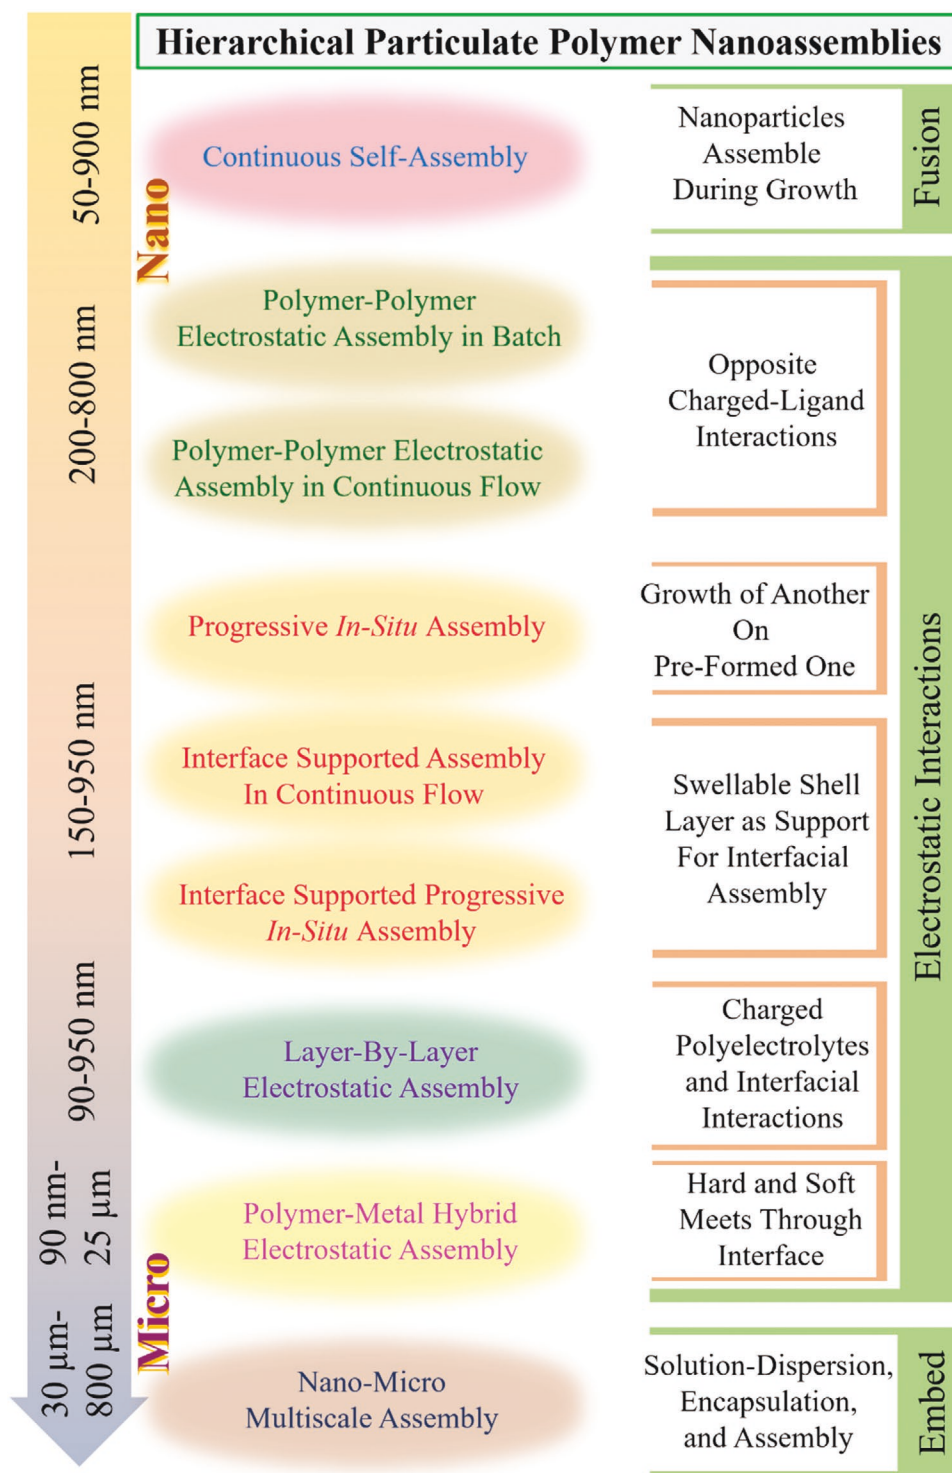 Hierarchical Particulate Polymer Nanoassemblies
50-900 nm
Nano
Continuous Self-Assembly
Nanoparticles
Assemble
During Growth
Fusion
200-800 nm
Polymer-Polymer
Electrostatic Assembly in Batch
Polymer-Polymer Electrostatic
Assembly in Continuous Flow
Opposite
Charged-Ligand
Interactions
Electrostatic Interactions
150-950 nm
Progressive In-Situ Assembly
Growth of Another
On
Pre-Formed One
Interface Supported Assembly
In Continuous Flow
Interface Supported Progressive
In-Situ Assembly
Swellable Shell
Layer as Support
For Interfacial
Assembly
90-950 nm
Layer-By-Layer
Electrostatic Assembly
Charged
Polyelectrolytes
and Interfacial
Interactions
90 nm-
25 μm
Polymer-Metal Hybrid
Electrostatic Assembly
Hard and Soft
Meets Through
Interface
Micro
30 μm-
800 μm
Nano-Micro
Multiscale Assembly
Solution-Dispersion,
Encapsulation,
and Assembly
Embed